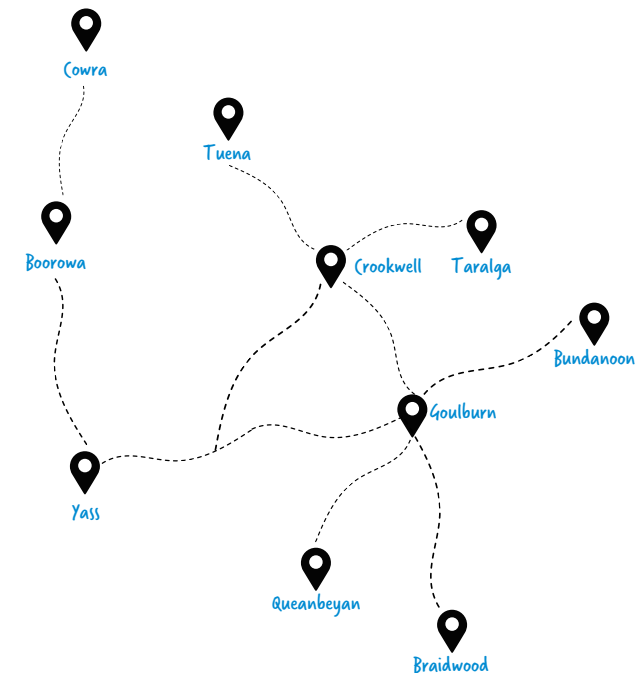 Cowra
Tuena
Boorowa
Crookwell
Taralga
Bundanoon
Goulburn
Yass
Queanbeyan
Braidwood